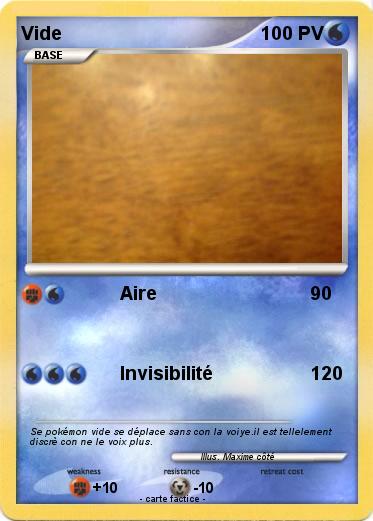 Vide 100 PV
BASE
Aire 90
Invisibilité 120
Se pokémon vide se déplace sans con la voiye.il est tellelement
discrè con ne le voix plus.
Illus. Maxime côté
weakness resistance retreat cost
+10 -10
- carte factice -